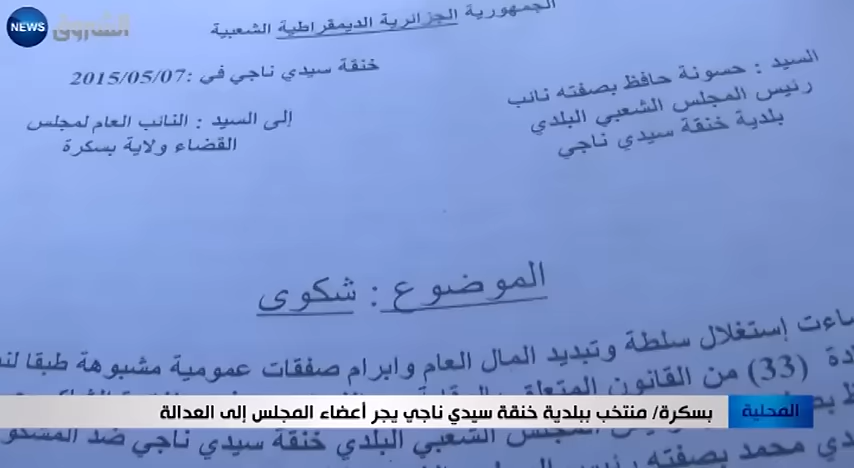 NEWS الشروق
الجمهورية الجزائرية الديمقراطية الشعبية
السيد : حسونة حافظ بصفته نائب
رئيس المجلس الشعبي البلدي
بلدية خنقة سيدي ناجي
خنقة سيدي ناجي في :2015/05/07
إلى السيد : النائب العام لمجلس
القضاء ولاية بسكرة
الموضوع : شكوى
إستغلال سلطة وتبديد المال العام وابرام صفقات عمومية مشبوهة طبقا
(33) من القانون المتعلق
المحلية
بسكرة/ منتخب ببلدية خنقة سيدي ناجي يجر أعضاء المجلس إلى العدالة
محمد بصفته رئيس المجلس الشعبي البلدي خنقة سيدي ناجي ضد